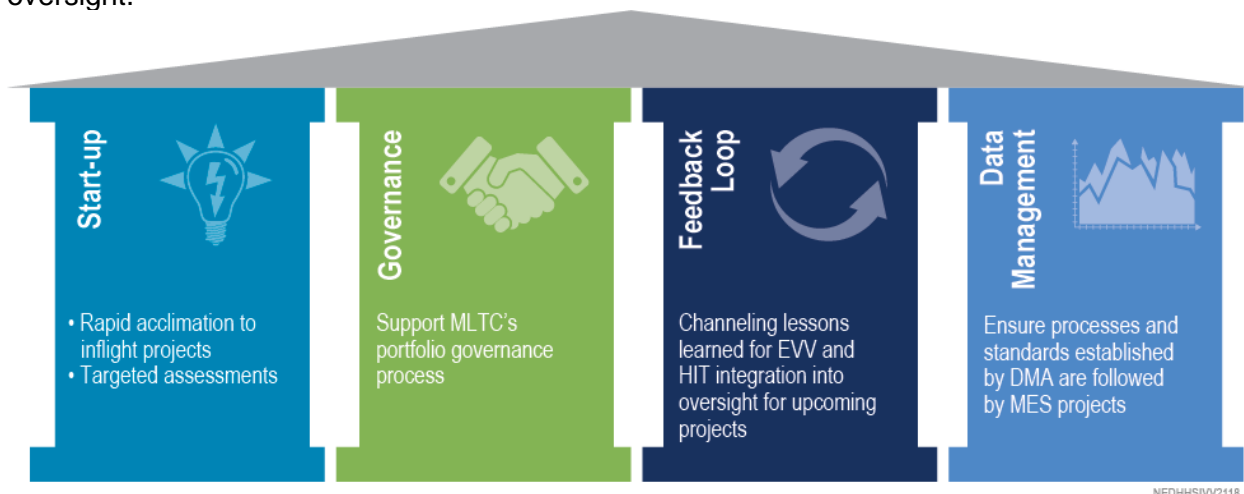 oversight.
Start-up
• Rapid acclimation to
inflight projects
• Targeted assessments
Governance
Support MLTC's
portfolio governance
process
Feedback
Loop
Channeling lessons
learned for EVV and
HIT integration into
oversight for upcoming
projects
Data
Management
Ensure processes and
standards established
by DMA are followed
by MES projects
NEDHHSIVV2118